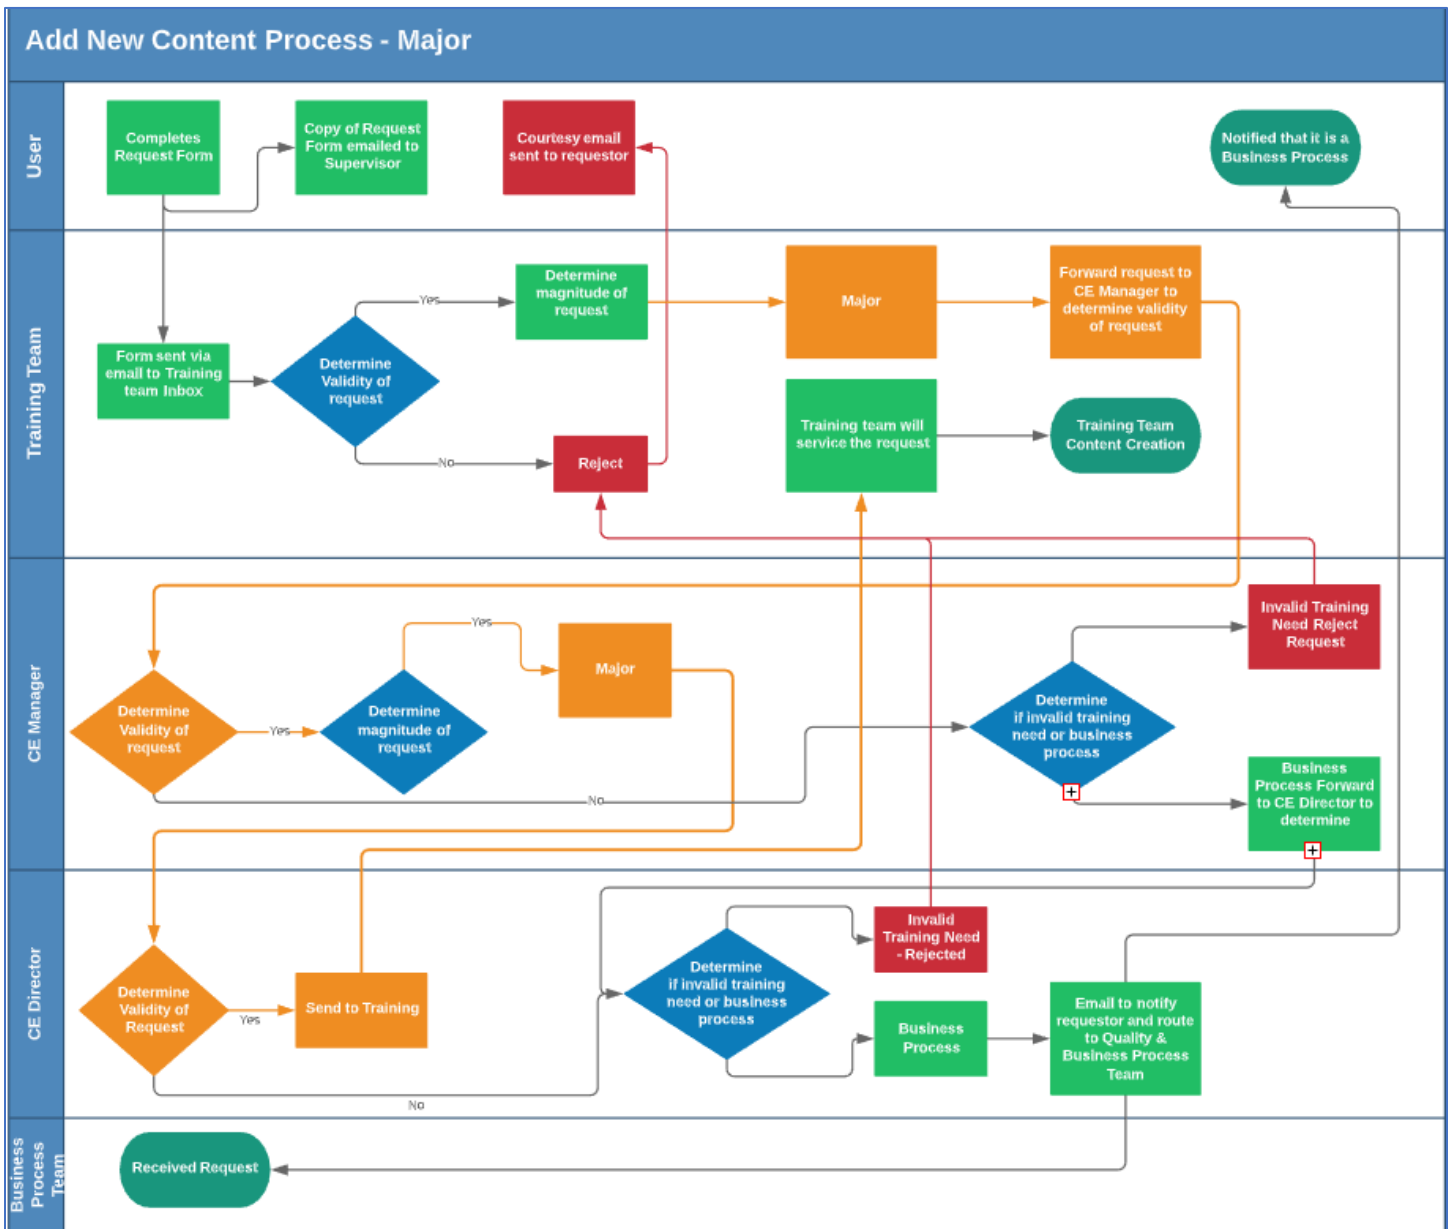 Add New Content Process - Major
User
Completes
Request Form
Copy of Request
Form emailed to
Supervisor
Courtesy email
sent to requestor
Notified that it is a
Business Process
Training Team
Form sent via
email to Training
team Inbox
Determine
Validity of
request
Yes
No
Determine
magnitude of
request
Reject
Major
Forward request to
CE Manager to
determine validity
of request
Training team will
service the request
Training Team
Content Creation
CE Manager
Determine
Validity of
request
Yes
No
Determine
magnitude of
request
Yes
Major
Determine
if invalid training
need or business
process
Invalid Training
Need Reject
Request
Business
Process Forward
to CE Director to
determine
CE Director
Determine
Validity of
Request
Yes
No
Send to Training
Determine
if invalid training
need or business
process
Invalid
Training Need
- Rejected
Business
Process
Email to notify
requestor and route
to Quality &
Business Process
Team
Business
Process
Team
Received Request